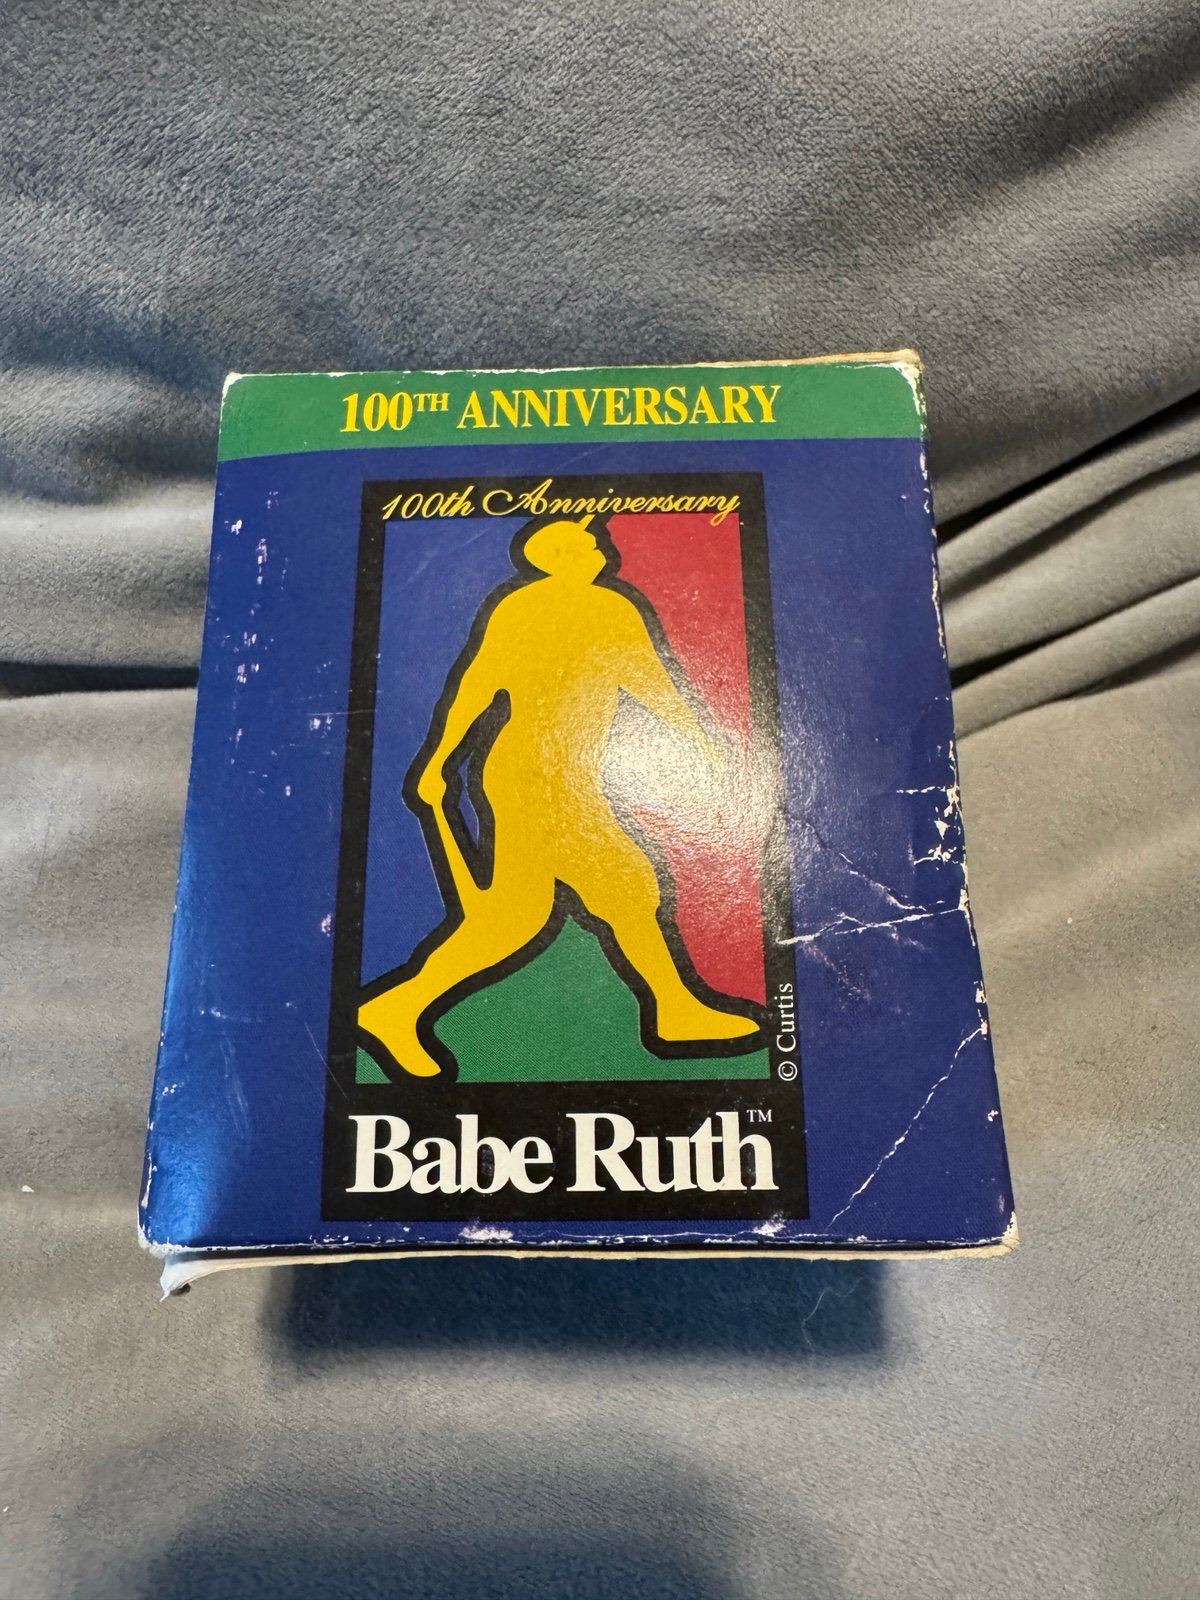 100TH ANNIVERSARY
100th Anniversary
© Curtis
Babe Ruth™